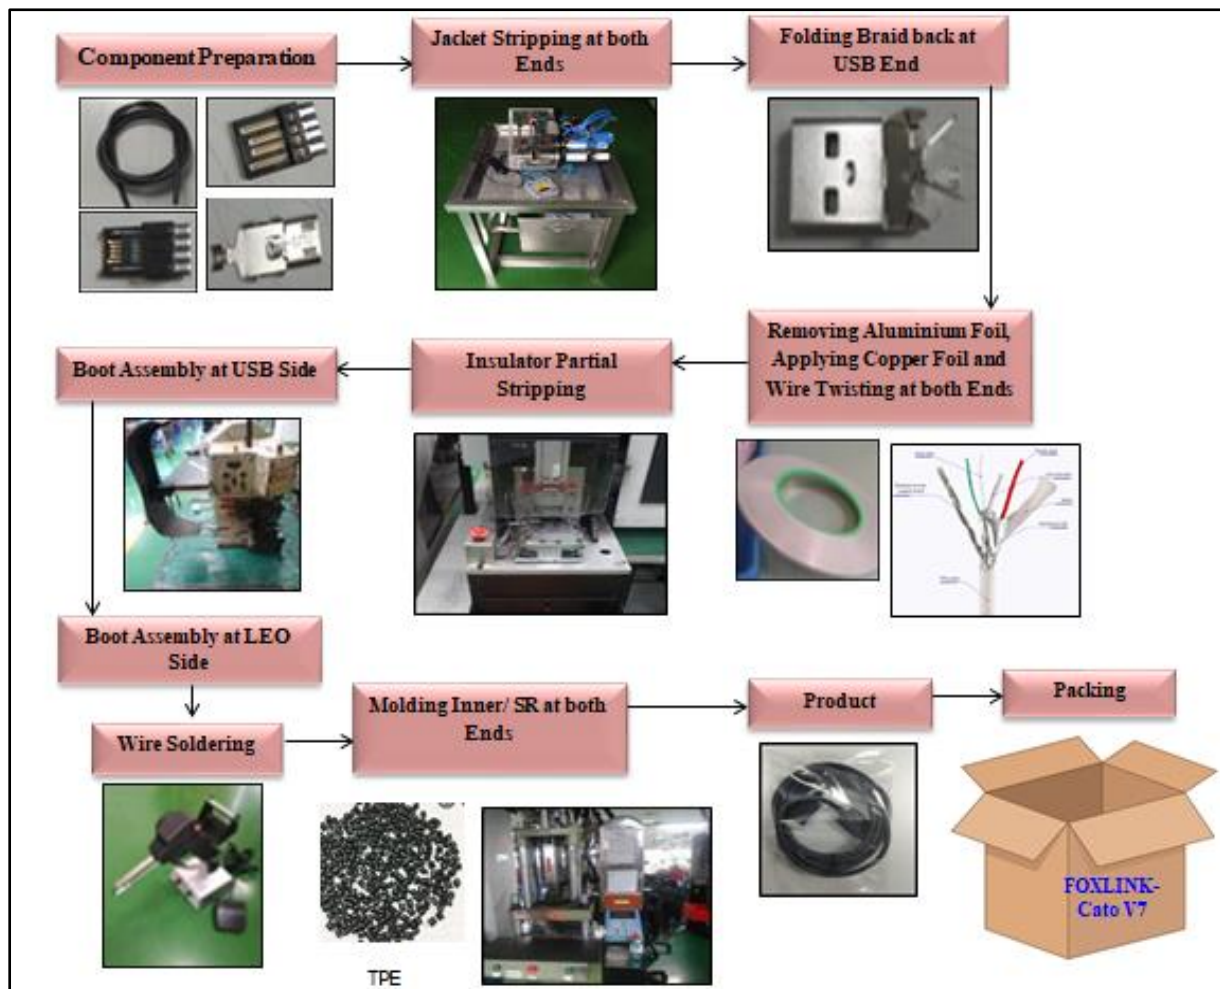 Component Preparation
Jacket Stripping at both
Ends
Folding Braid back at
USB End
Removing Aluminium Foil,
Applying Copper Foil and
Wire Twisting at both Ends
Insulator Partial
Stripping
Boot Assembly at USB Side
Boot Assembly at LEO
Side
Wire Soldering
Molding Inner/ SR at both
Ends
TPE
Product
Packing
FOXLINK-
Cato V7